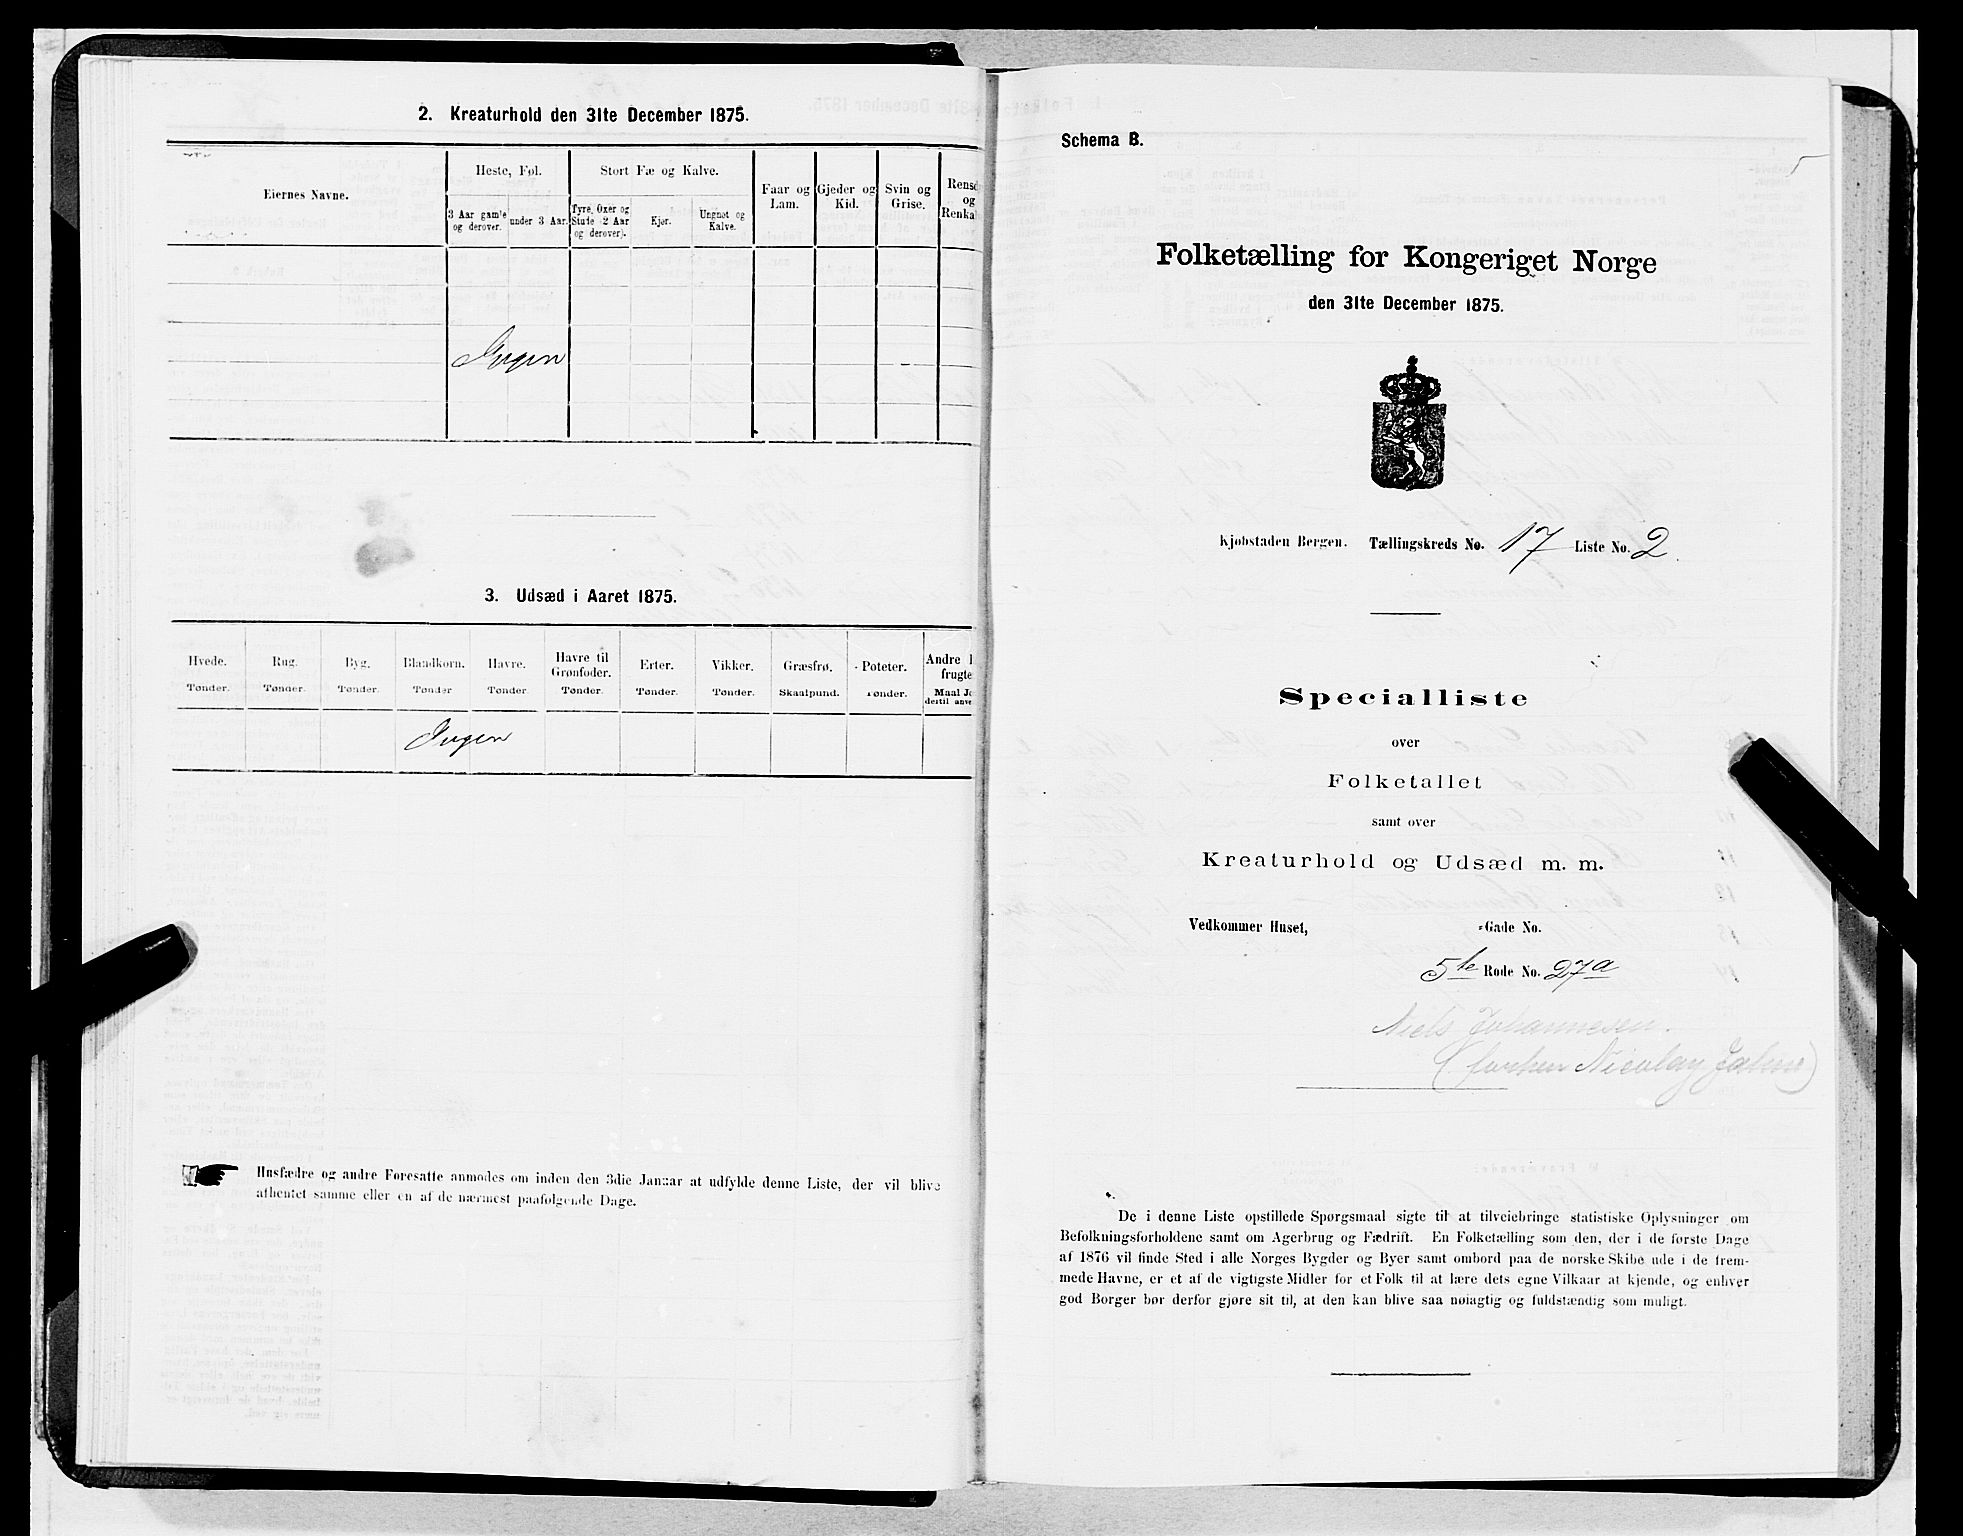 2. Kreaturhold den 31te December 1875.
Eiernes Navne.
Heste, Føl.
Stort Fæ og Kalve.
Faar og Lam.
Gjeder og Kid.
Svin og Grise.
og
3 Aar gamle og derover.
under 3 Aar.
Tyre, Oxer og Stude 2 Aar og derover).
Kjør.
Ungnøt og Kalve.
Ingen
3. Udsæd i Aaret 1875.
Hvede. Rug. Byg. Blandkorn. Havre. Havre til Grønfoder. Erter. Vikker. Græsfrø. Poteter. Andre
Tønder. Tønder. Tønder. Tønder Tønder. Tønder. Tønder. Tønder. Skaalpund. Tønder. Maal
Ingen
Husfædre og andre Foresatte anmodes om inden den 3die Januar at udfylde denne Liste, der vil blive
afhentet samme eller en af de nærmest paafølgende Dage.
Schema B.
5
Folketælling for Kongeriget Norge
den 31te December 1875.
Kjøbstaden Bergen. Tællingskreds No. 17 Liste No. 2
Specialliste
over
Folketallet
samt over
Kreaturhold og Udsæd m. m.
Vedkommer Huset, -Gade No.
5te Rode No. 27a
Niels Johannesen.
( Nicolay )
De i denne Liste opstillede Spørgsmaal sigte til at tilveiebringe statistiske Oplysninger om
Befolkningsforholdene samt om Agerbrug og Fædrift. En Folketælling som den, der i de første Dage
af 1876 vil finde Sted i alle Norges Bygder og Byer samt ombord paa de norske Skibe ude i de frem-
mede Havne, er et af de vigtigste Midler for et Folk til at lære dets egne Vilkaar at kjende, og enhver
god Borger bør derfor gjøre sit til, at den kan blive saa nøiagtig og fuldstændig som muligt.